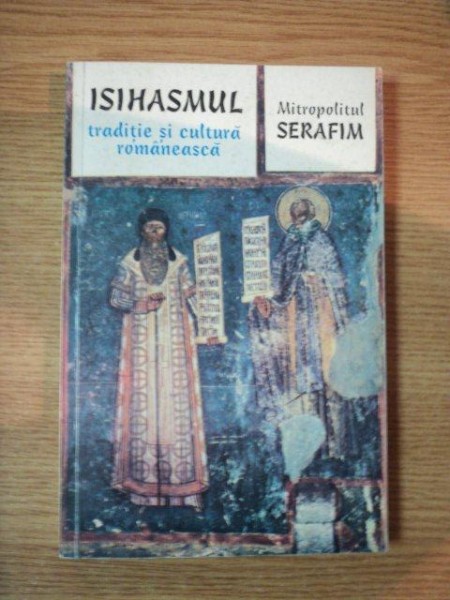 ISIHASMUL
tradiție și cultură
românească
Mitropolitul
SERAFIM